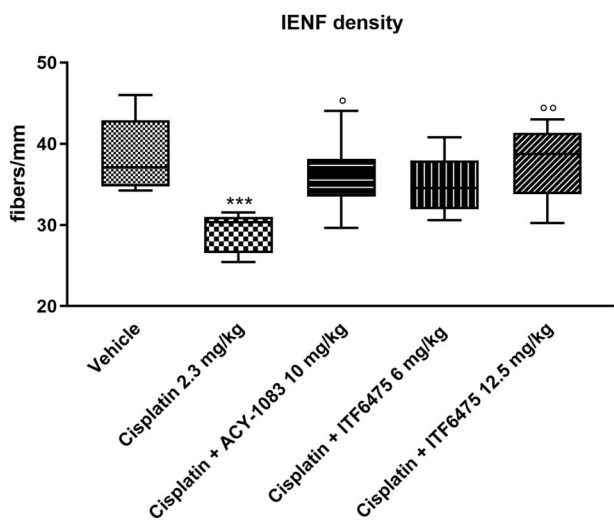 IENF density
fibers/mm
50
40
30
20
***
°
°°
Vehicle
Cisplatin 2.3 mg/kg
Cisplatin + ACY-1083 10 mg/kg
Cisplatin + ITF6475 6 mg/kg
Cisplatin + ITF6475 12.5 mg/kg